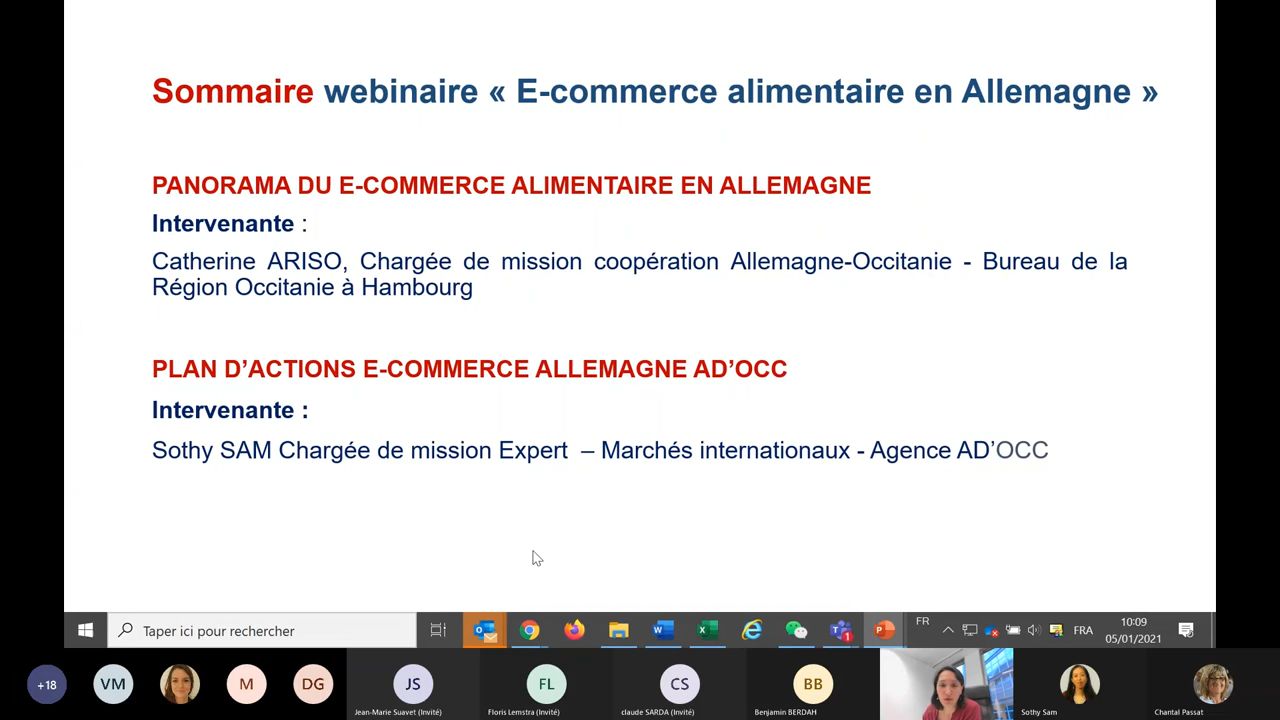 Sommaire webinaire « E-commerce alimentaire en Allemagne »
PANORAMA DU E-COMMERCE ALIMENTAIRE EN ALLEMAGNE
Intervenante :
Catherine ARISO, Chargée de mission coopération Allemagne-Occitanie - Bureau de la
Région Occitanie à Hambourg
PLAN D’ACTIONS E-COMMERCE ALLEMAGNE AD’OCC
Intervenante :
Sothy SAM Chargée de mission Expert – Marchés internationaux - Agence AD’OCC
Taper ici pour rechercher
FR
FRA
10:09
05/01/2021
+18
VM
M
DG
JS
FL
CS
BB
Jean-Marie Suavet (Invité)
Floris Lemstra (Invité)
claude SARDA (Invité)
Benjamin BERDAH
Sothy Sam
Chantal Passat